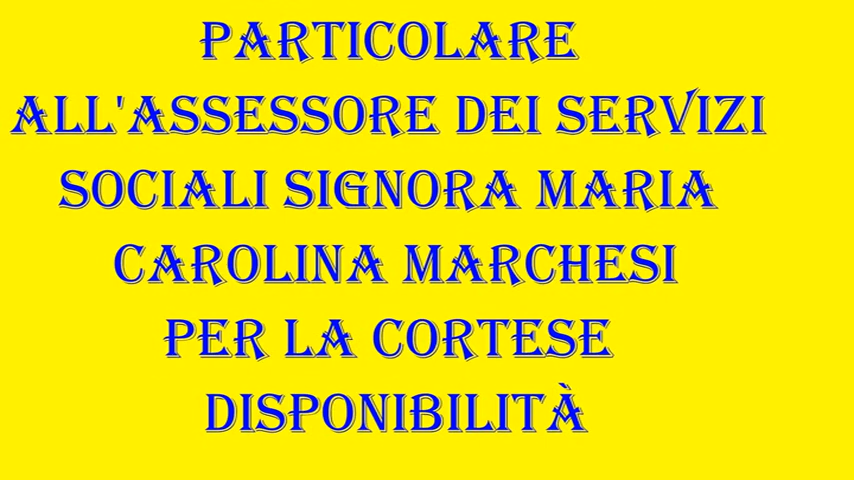 PARTICOLARE
ALL'ASSESSORE DEI SERVIZI
SOCIALI SIGNORA MARIA
CAROLINA MARCHESI
PER LA CORTESE
DISPONIBILITÀ